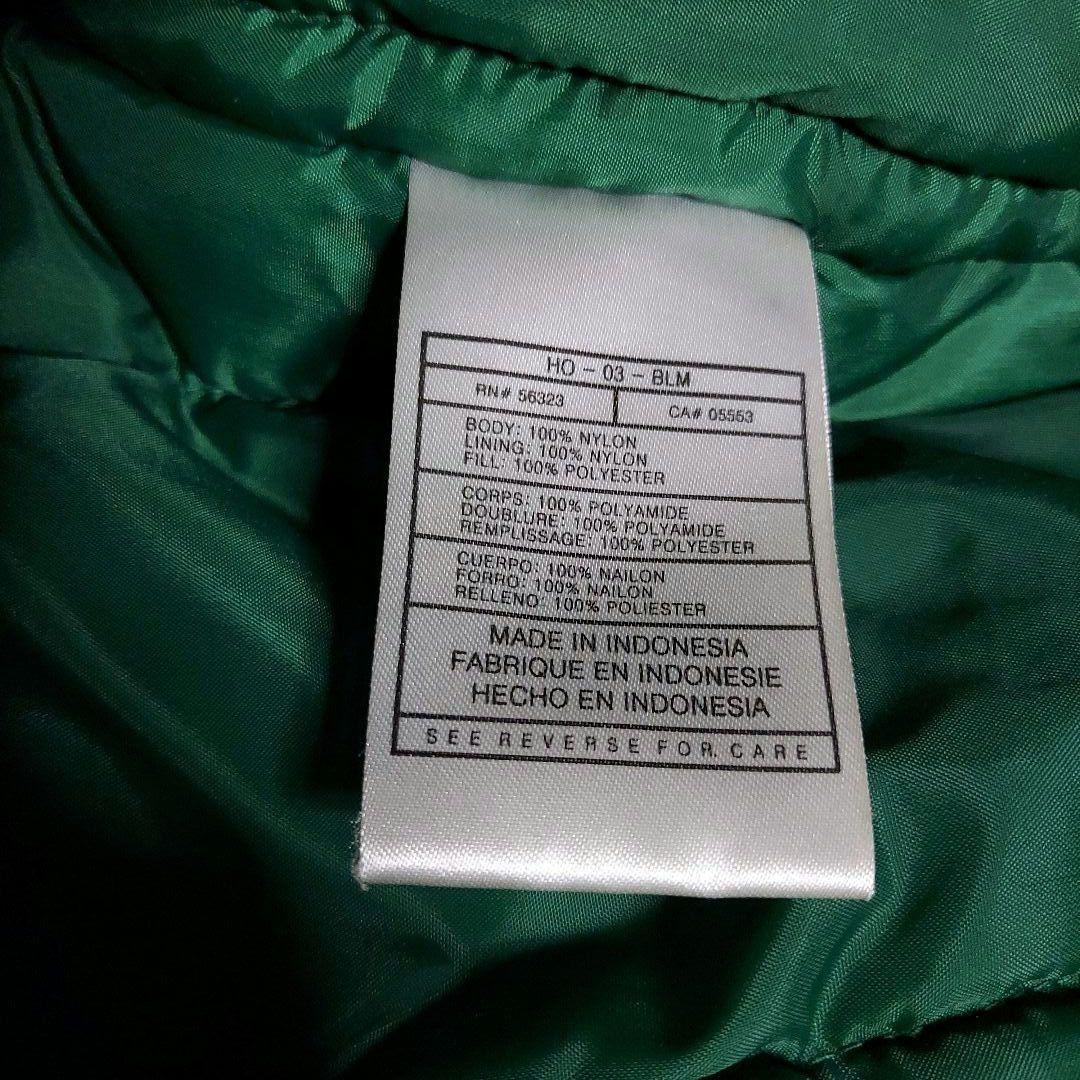 HO - 03 - BLM
RN# 56323
CA# 05553
BODY: 100% NYLON
LINING: 100% NYLON
FILL: 100% POLYESTER
CORPS: 100% POLYAMIDE
DOUBLURE: 100% POLYAMIDE
REMPLISSAGE: 100% POLYESTER
CUERPO: 100% NAILON
FORRO: 100% NAILON
RELLENO: 100% POLIESTER
MADE IN INDONESIA
FABRIQUE EN INDONESIE
HECHO EN INDONESIA
SEE REVERSE FOR CARE